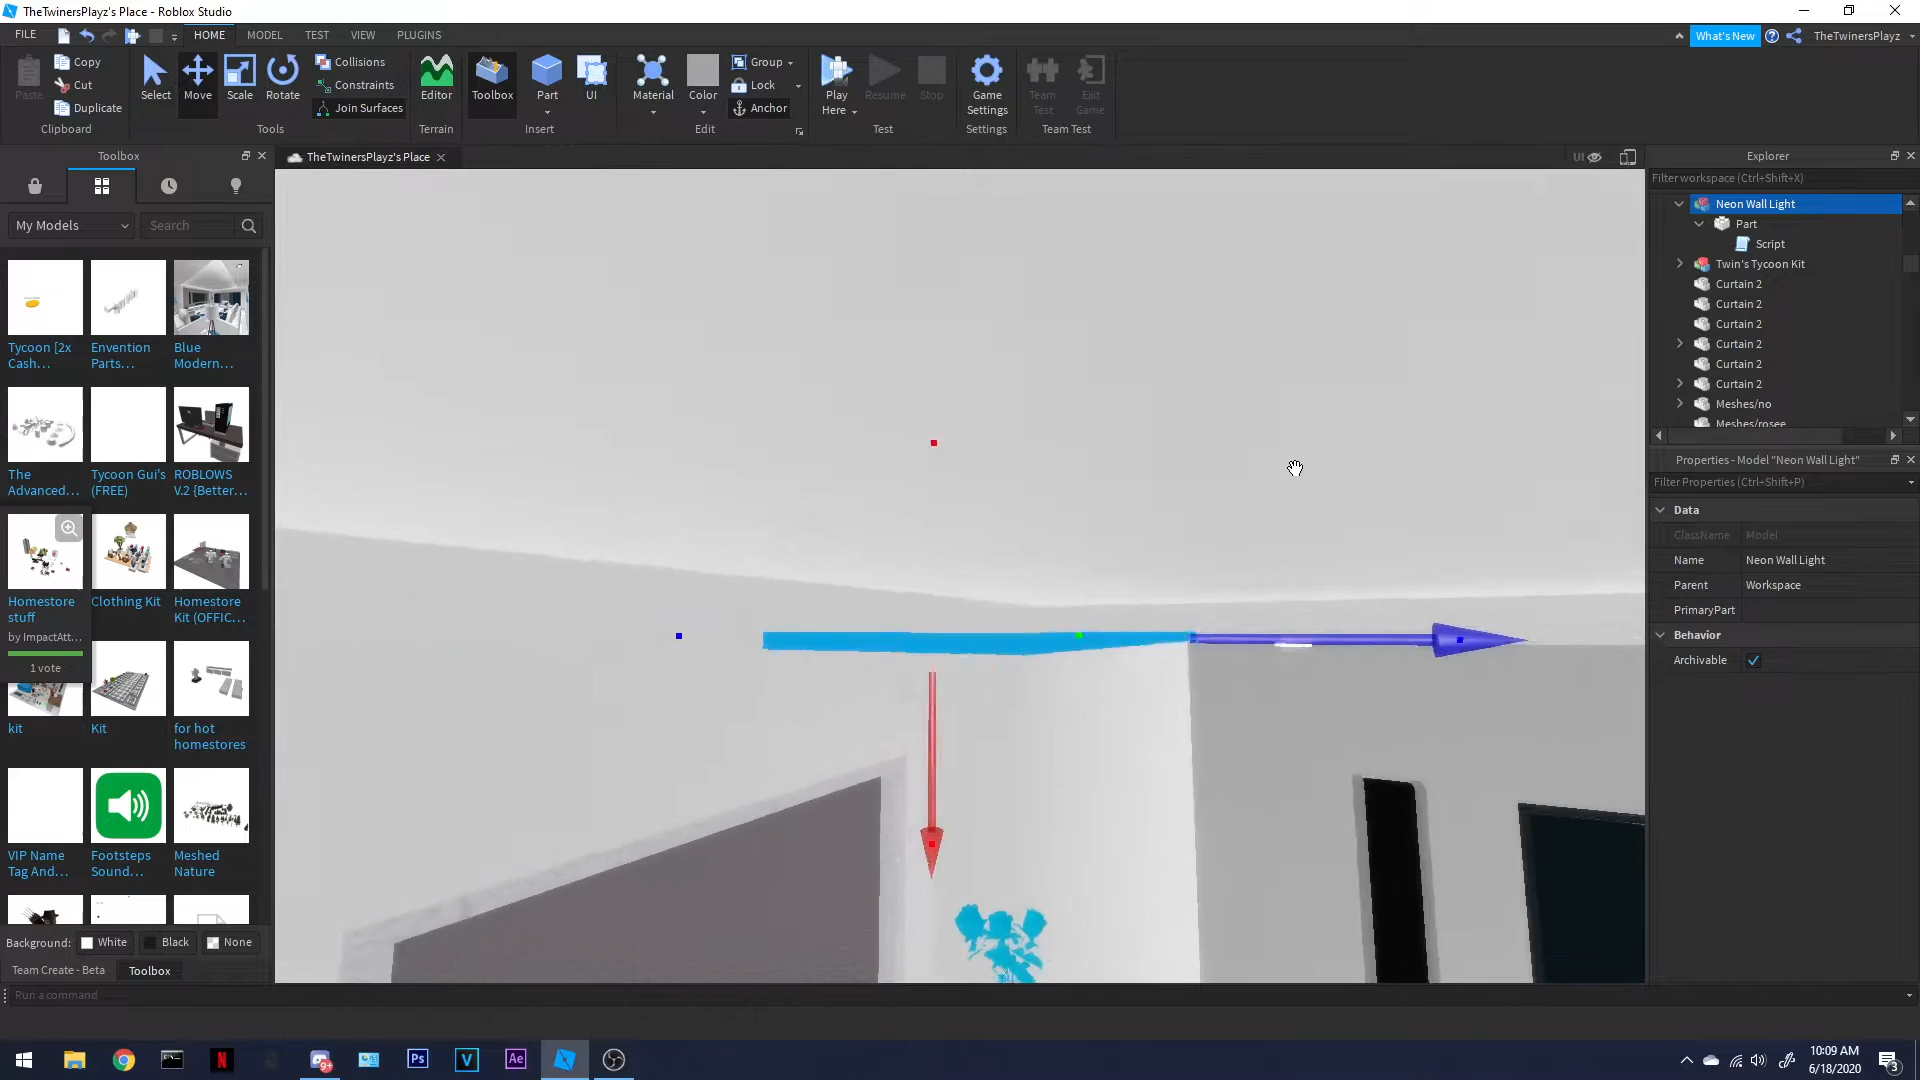 TheTwinersPlayz's Place - Roblox Studio
FILE
HOME
MODEL
TEST
VIEW
PLUGINS
What's New
TheTwinersPlayz
Paste
Copy
Cut
Duplicate
Clipboard
Select
Move
Scale
Rotate
Collisions
Constraints
Join Surfaces
Tools
Editor
Terrain
Toolbox
Part
UI
Insert
Material
Color
Group
Lock
Anchor
Edit
Play
Here
Resume
Stop
Test
Game
Settings
Settings
Team
Test
Exit
Game
Team Test
Toolbox
TheTwinersPlayz's Place
UI
Explorer
Filter workspace (Ctrl+Shift+X)
My Models
Search
Tycoon [2x
Cash...
Envention
Parts...
Blue
Modern...
The
Advanced...
Tycoon Gui's
(FREE)
ROBLOWS
V.2 {Better...
Homestore
stuff
by ImpactAtt...
1 vote
Clothing Kit
Homestore
Kit (OFFIC...
kit
Kit
for hot
homestores
VIP Name
Tag And...
Footsteps
Sound...
Meshed
Nature
Background:
White
Black
None
Team Create - Beta
Toolbox
Run a command
Neon Wall Light
Part
Script
Twin's Tycoon Kit
Curtain 2
Curtain 2
Curtain 2
Curtain 2
Curtain 2
Curtain 2
Meshes/no
Meshes/rosee
Properties - Model "Neon Wall Light"
Filter Properties (Ctrl+Shift+P)
Data
ClassName Model
Name Neon Wall Light
Parent Workspace
PrimaryPart
Behavior
Archivable
N
9+
Ps
V
Ae
10:09 AM
6/18/2020
3